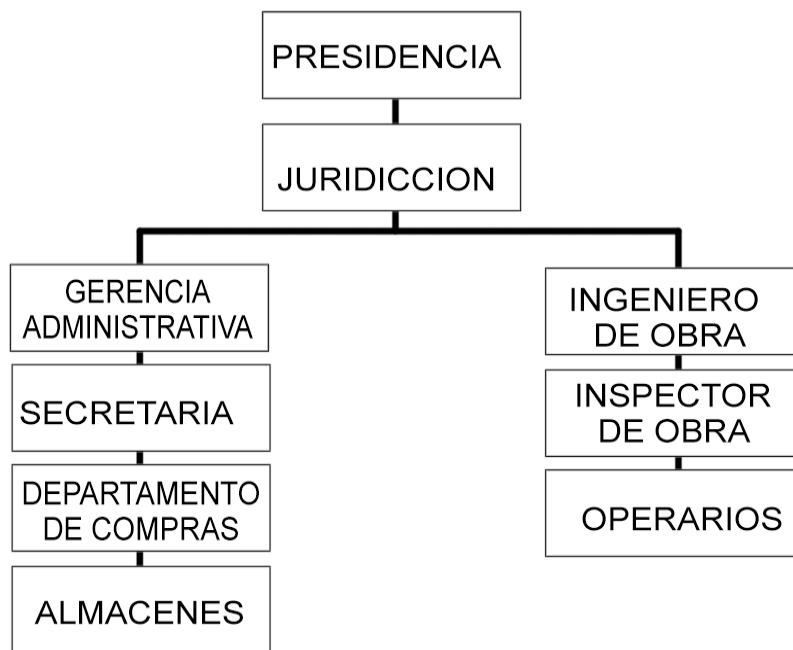 PRESIDENCIA
JURIDICCION
GERENCIA
ADMINISTRATIVA
SECRETARIA
DEPARTAMENTO
DE COMPRAS
ALMACENES
INGENIERO
DE OBRA
INSPECTOR
DE OBRA
OPERARIOS